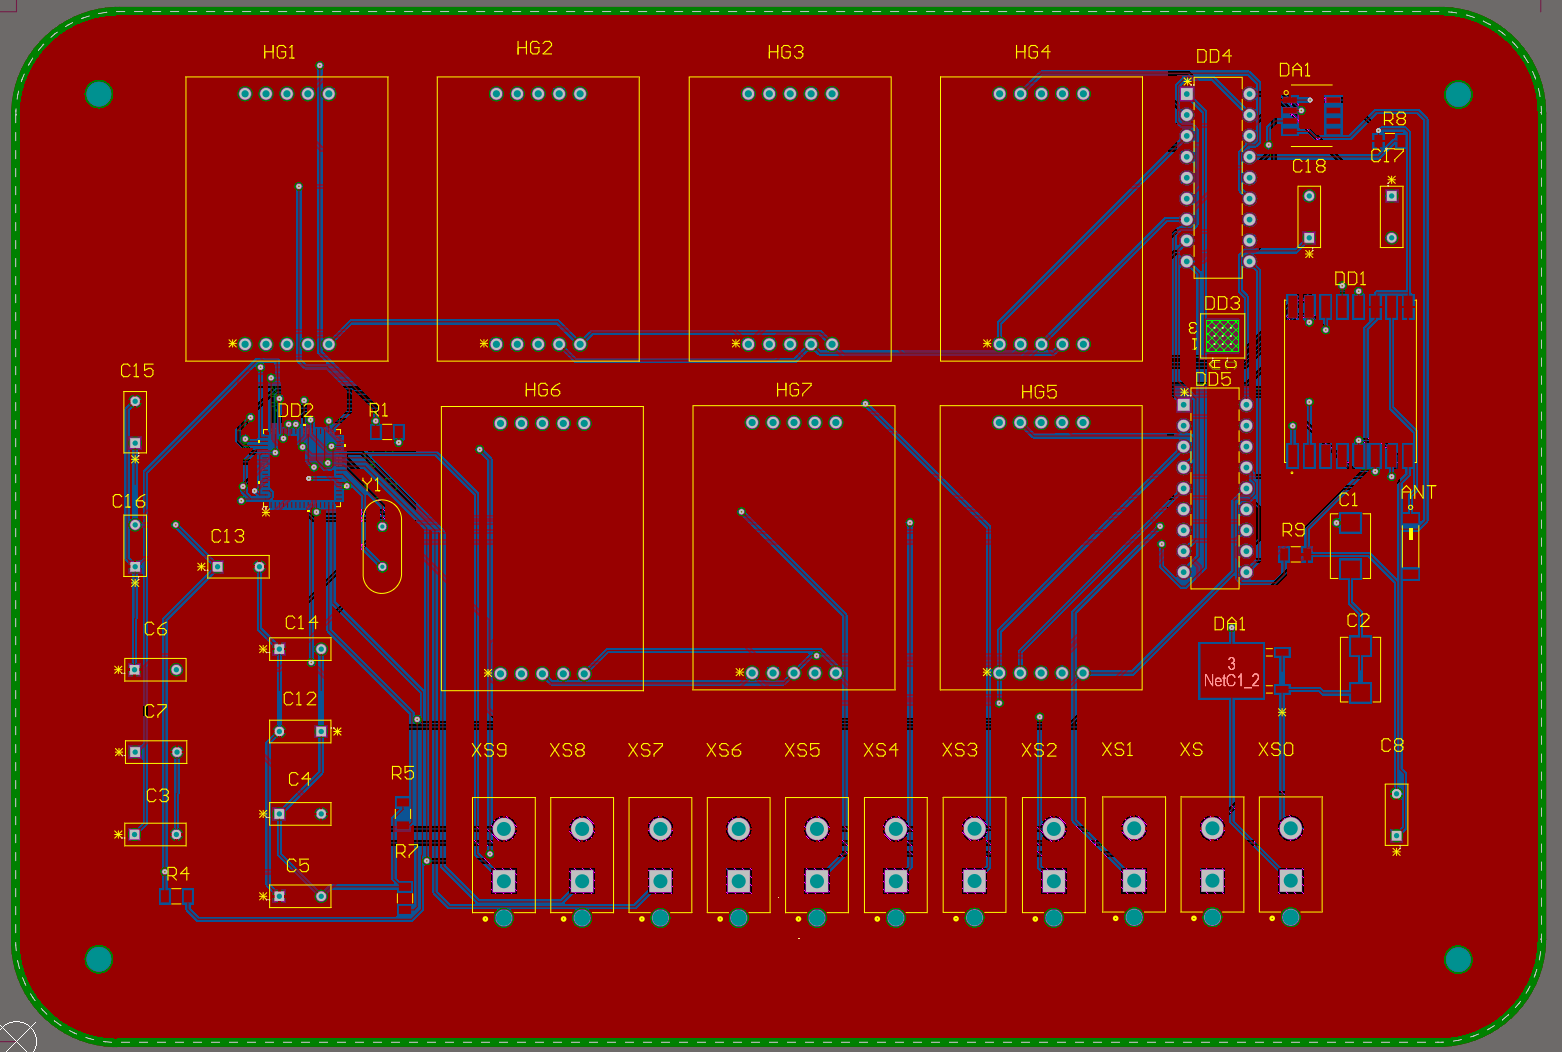 HG1
HG2
HG3
HG4
DD4
DA1
R8
C17
C18
DD1
DD3
DD5
C15
DD2
R1
HG6
HG7
HG5
Y1
C16
C13
C1
ANT
R9
C14
C6
C2
DA1
3
NetC1_2
C12
C7
C8
XS9
XS8
XS7
XS6
XS5
XS4
XS3
XS2
XS1
XS
XS0
R5
C4
C3
R7
C5
R4